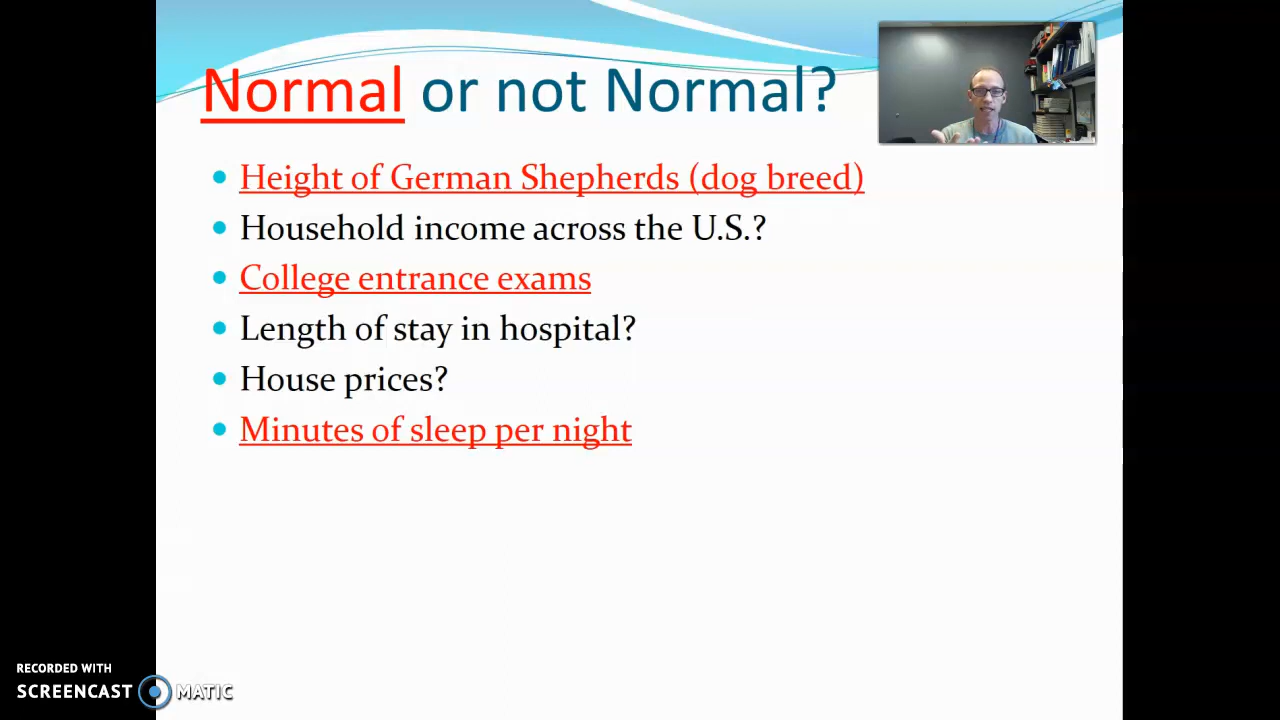 Normal or not Normal?
Height of German Shepherds (dog breed)
Household income across the U.S.?
College entrance exams
Length of stay in hospital?
House prices?
Minutes of sleep per night
RECORDED WITH
SCREENCAST MATIC